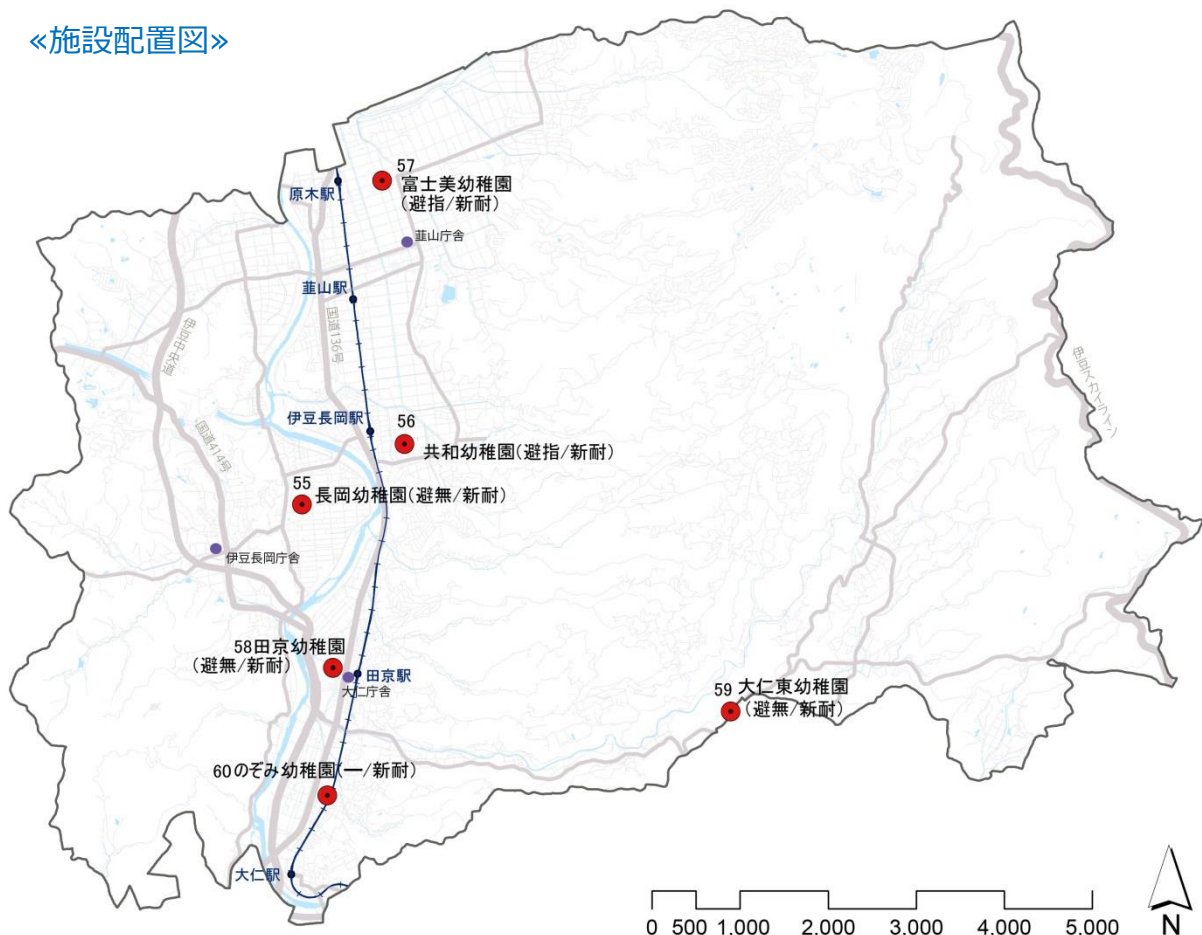 ≪施設配置図≫
57
富士美幼稚園
(避指/新耐)
原木駅
韮山庁舎
韮山駅
国道136号
伊豆中央道
伊豆スカイライン
伊豆長岡駅
56
共和幼稚園(避指/新耐)
国道414号
55
長岡幼稚園(避無/新耐)
伊豆長岡庁舎
58田京幼稚園
(避無/新耐)
田京駅
大仁庁舎
59 大仁東幼稚園
(避無/新耐)
60のぞみ幼稚園(ー/新耐)
大仁駅
0 500 1,000 2,000 3,000 4,000 5,000
N